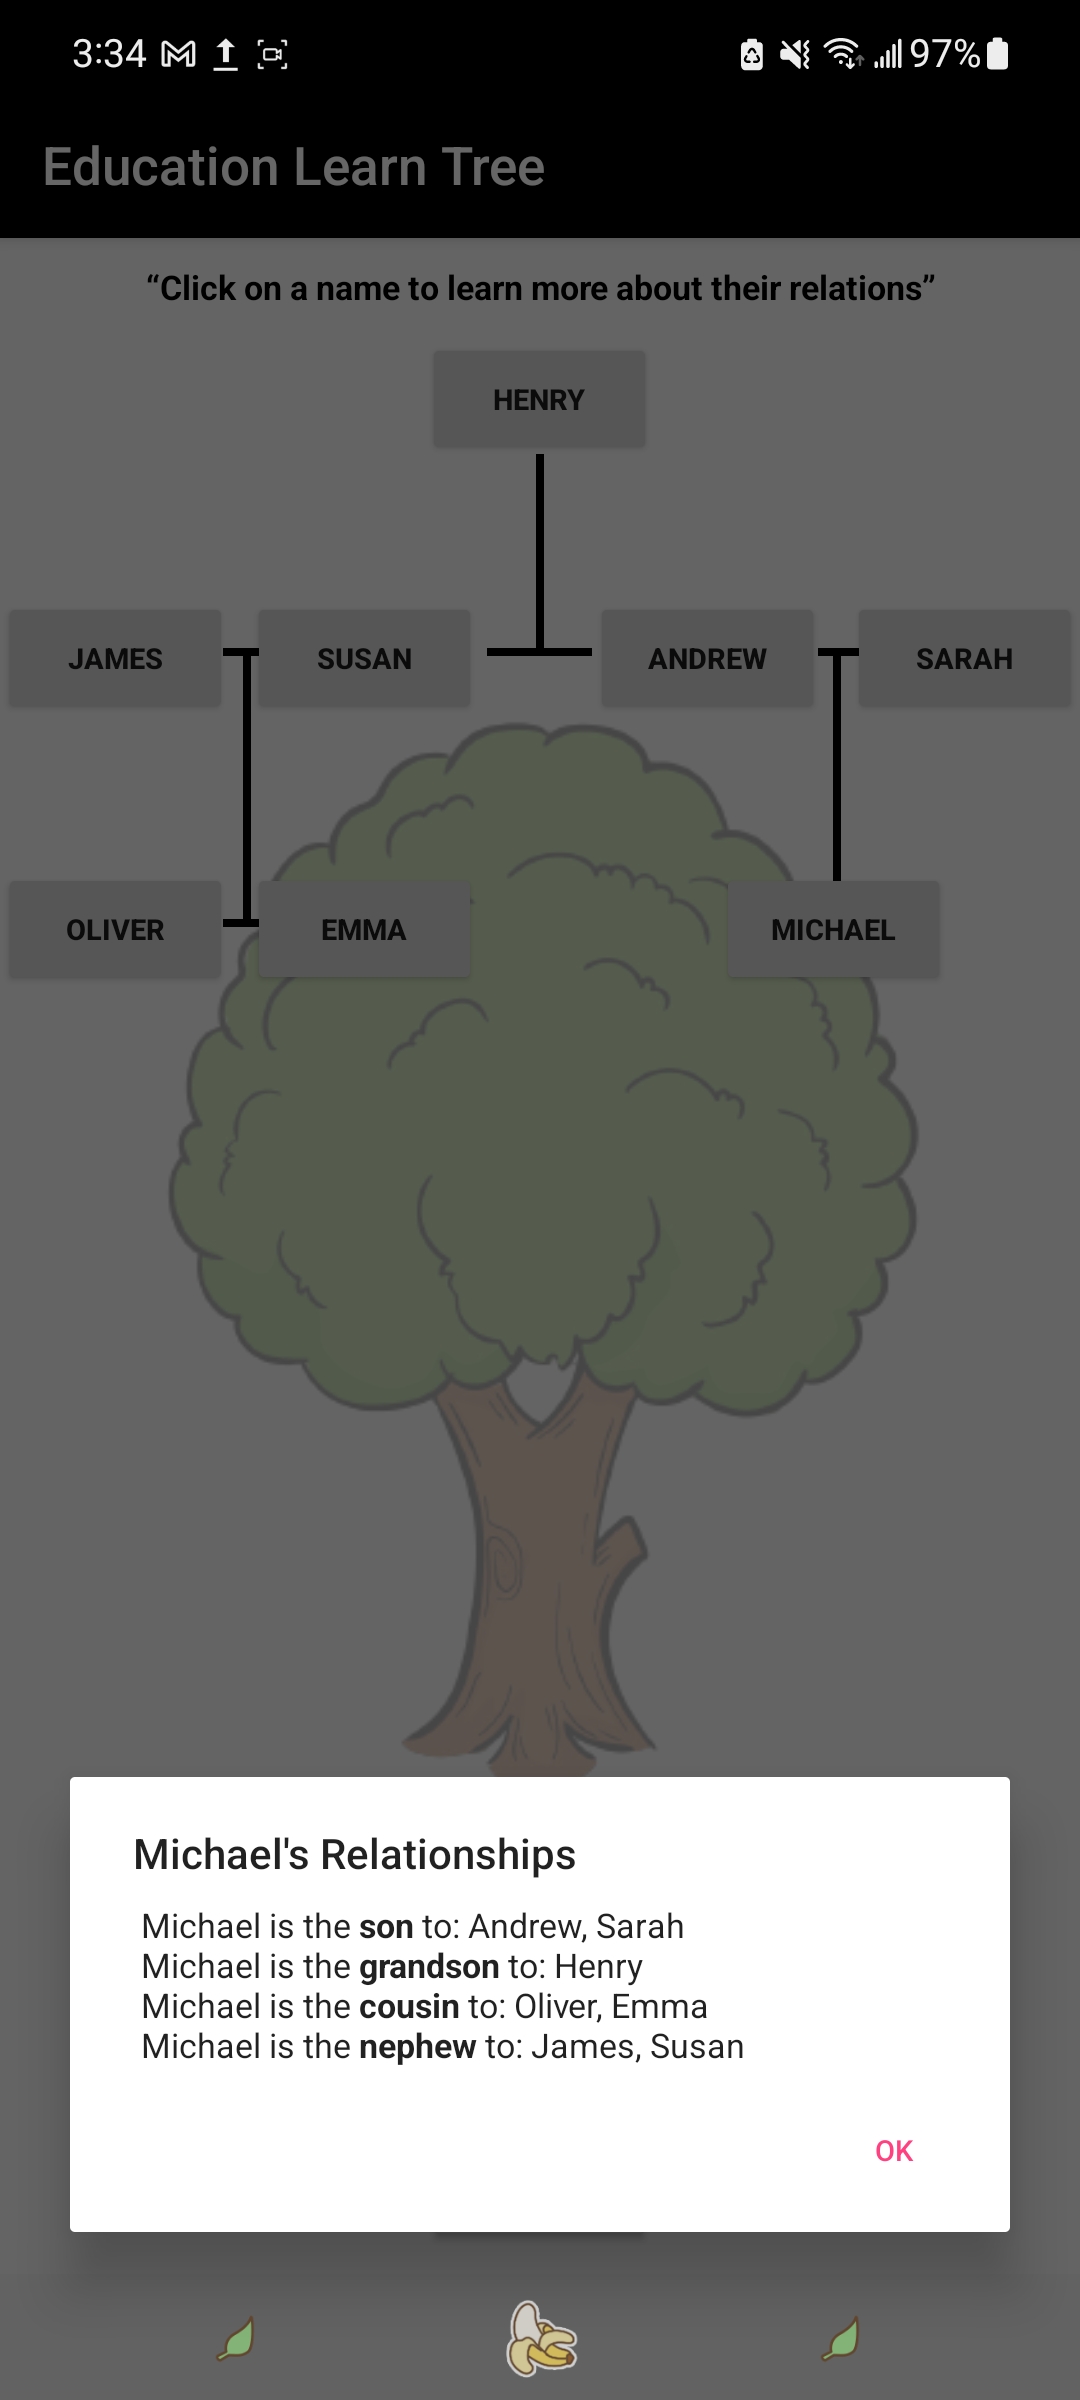 3:34 97%
Education Learn Tree
“Click on a name to learn more about their relations”
HENRY
JAMES SUSAN ANDREW SARAH
OLIVER EMMA MICHAEL
Michael's Relationships
Michael is the son to: Andrew, Sarah
Michael is the grandson to: Henry
Michael is the cousin to: Oliver, Emma
Michael is the nephew to: James, Susan
OK